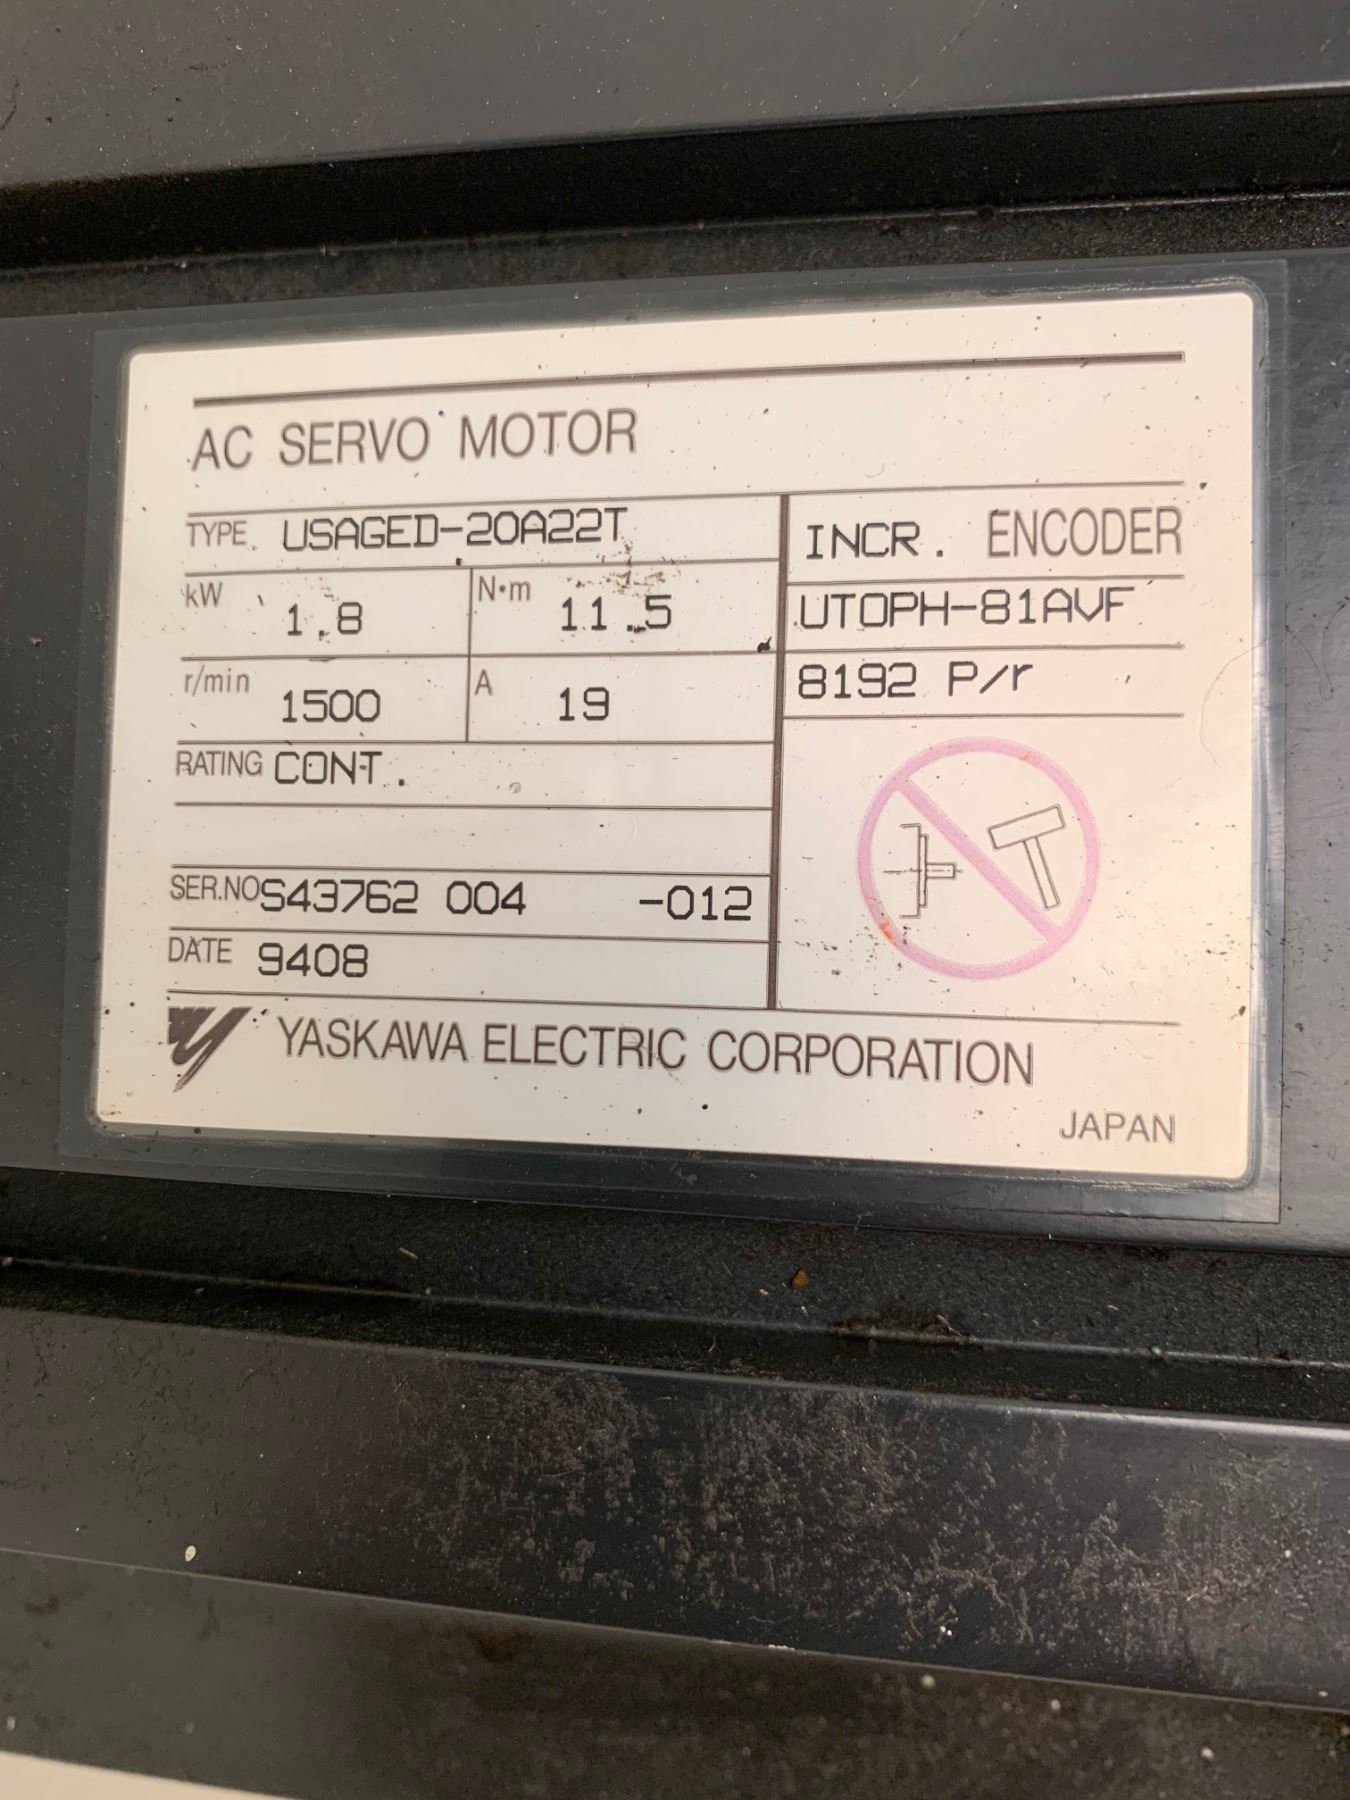 AC SERVO MOTOR
TYPE USAGED-20A22T
kW 1.8 N·m 11.5
r/min 1500 A 19
RATING CONT.
SER.NO S43762 004 -012
DATE 9408
INCR. ENCODER
UTOPH-81AVF
8192 P/r
YASKAWA ELECTRIC CORPORATION
JAPAN